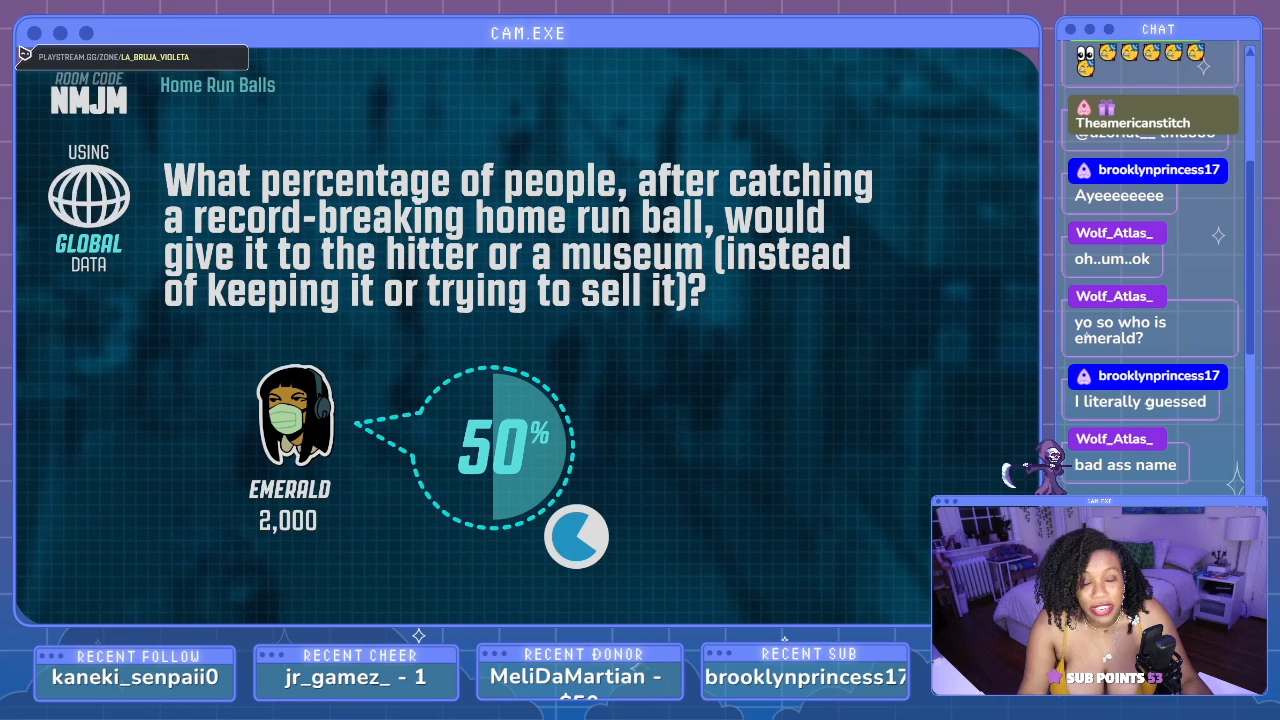 CAM.EXE
PLAYSTREAM.GG/ZONE/LA_BRUJA_VIOLETA
ROOM CODE
NMJM
Home Run Balls
USING
GLOBAL
DATA
What percentage of people, after catching
a record-breaking home run ball, would
give it to the hitter or a museum (instead
of keeping it or trying to sell it)?
50%
EMERALD
2,000
CHAT
Theamericanstitch
brooklynprincess17
Ayeeeeeeee
Wolf_Atlas_
oh..um..ok
Wolf_Atlas_
yo so who is
emerald?
brooklynprincess17
I literally guessed
Wolf_Atlas_
bad ass name
CAM.EXE
SUB POINTS 53
RECENT FOLLOW
kaneki_senpaii0
RECENT CHEER
jr_gamez_ - 1
RECENT DONOR
MeliDaMartian -
RECENT SUB
brooklynprincess17